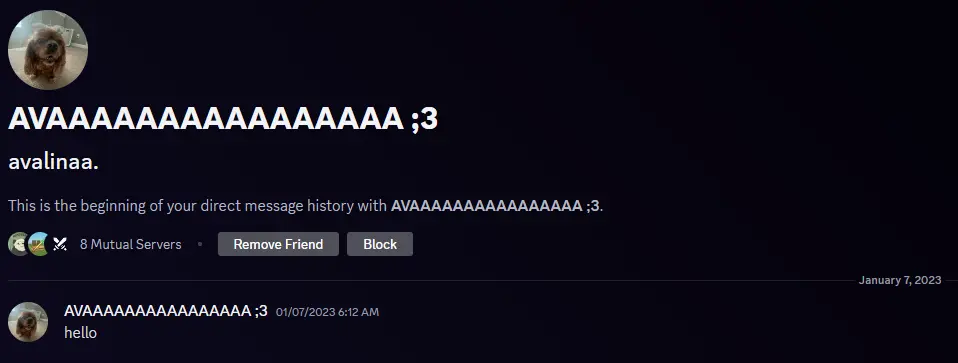 AVAAAAAAAAAAAAAAAA ;3
avalinaa.
This is the beginning of your direct message history with AVAAAAAAAAAAAAAAAA ;3.
8 Mutual Servers • Remove Friend Block
January 7, 2023
AVAAAAAAAAAAAAAAAA ;3 01/07/2023 6:12 AM
hello